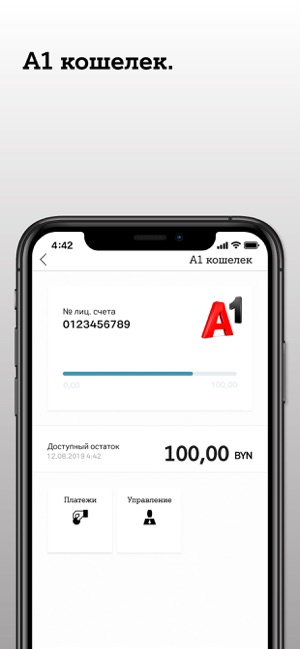 А1 кошелек.
4:42
А1 кошелек
№ лиц. счета
0123456789
A1
0,00 100,00
Доступный остаток
12.08.2019 4:42
100,00 BYN
Платежи Управление